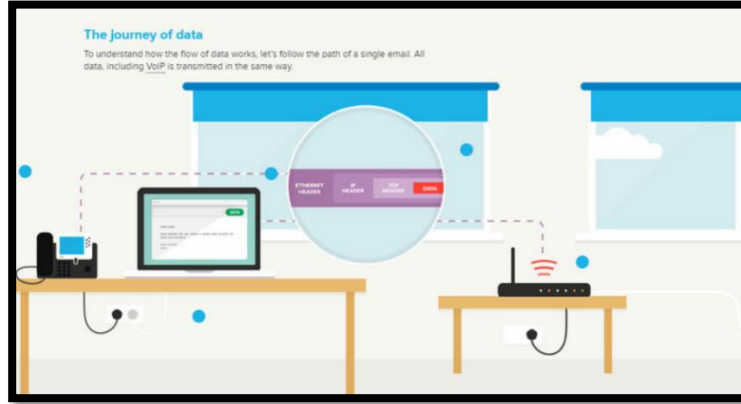 The journey of data
To understand how the flow of data works, let's follow the path of a single email. All
data, including VoIP is transmitted in the same way.
ETHERNET
HEADER
IP
HEADER
TCP
HEADER
DATA